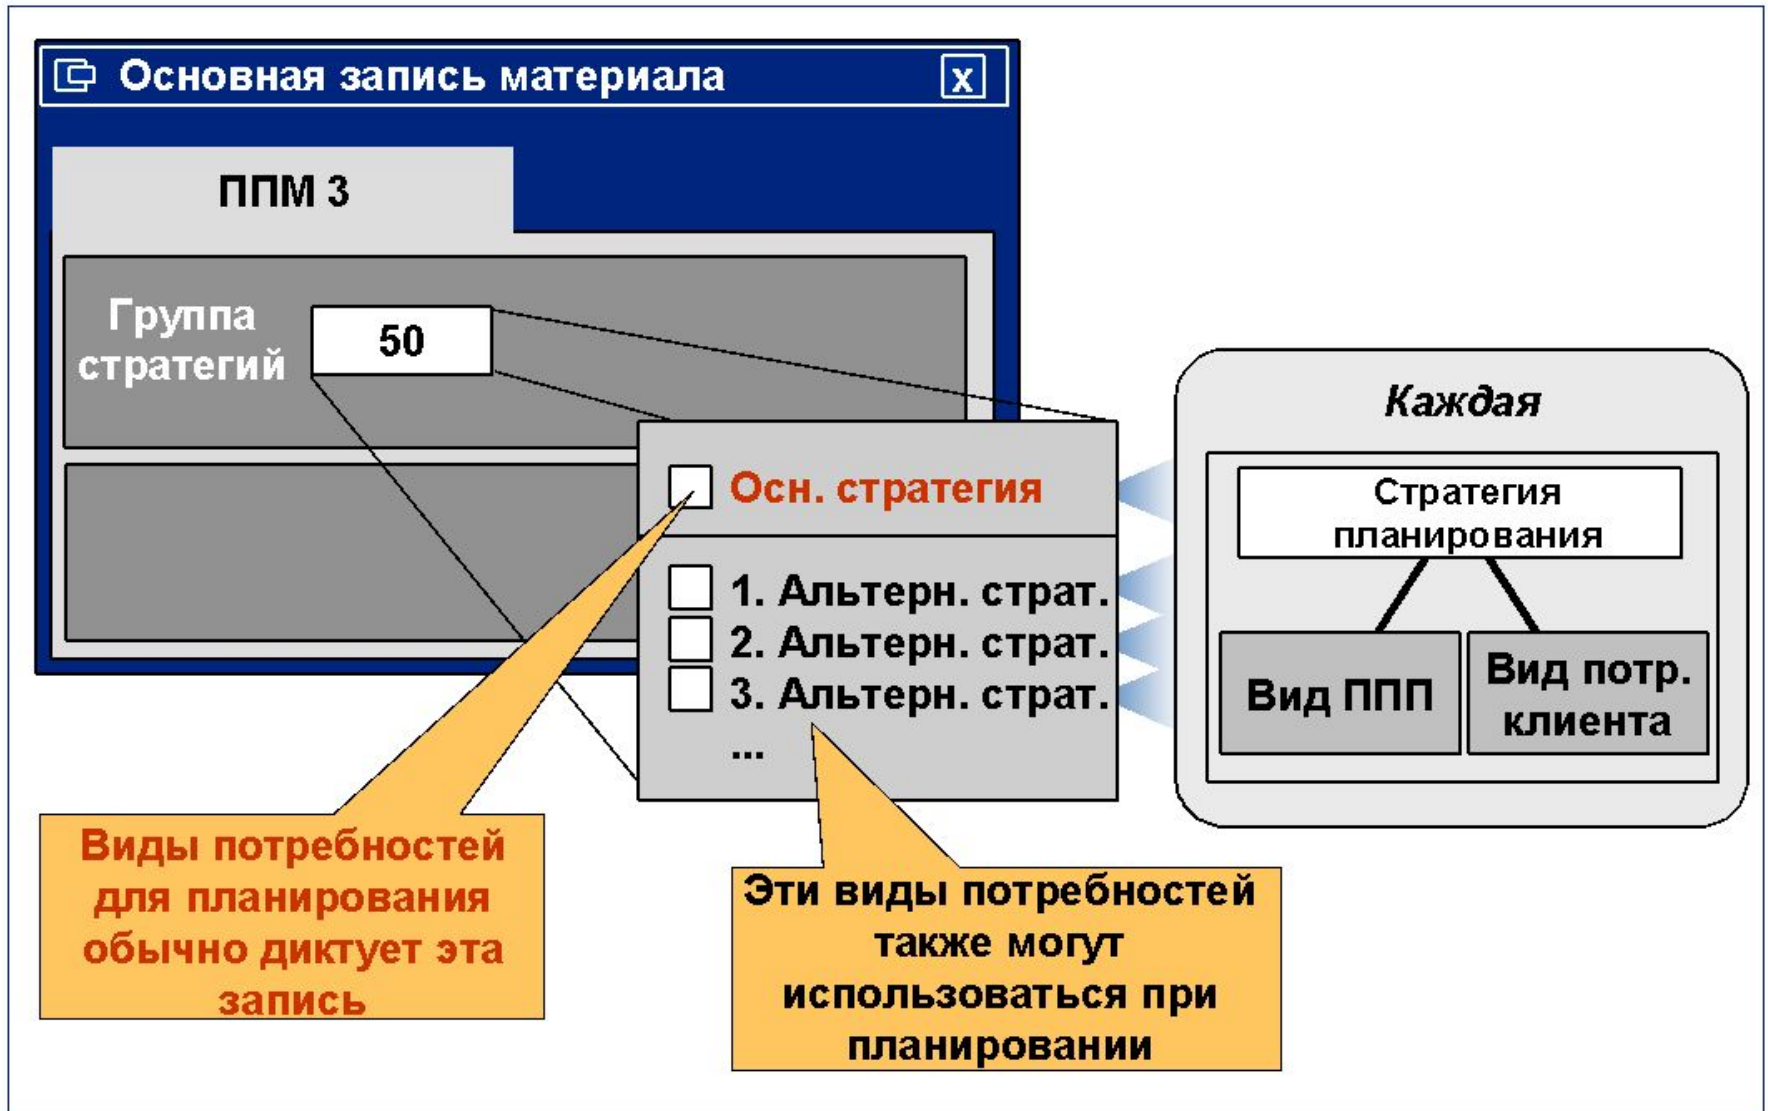 Основная запись материала
X
ППМ 3
Группа
стратегий
50
Осн. стратегия
1. Альтерн. страт.
2. Альтерн. страт.
3. Альтерн. страт.
...
Каждая
Стратегия
планирования
Вид ППП
Вид потр.
клиента
Виды потребностей
для планирования
обычно диктует эта
запись
Эти виды потребностей
также могут
использоваться при
планировании